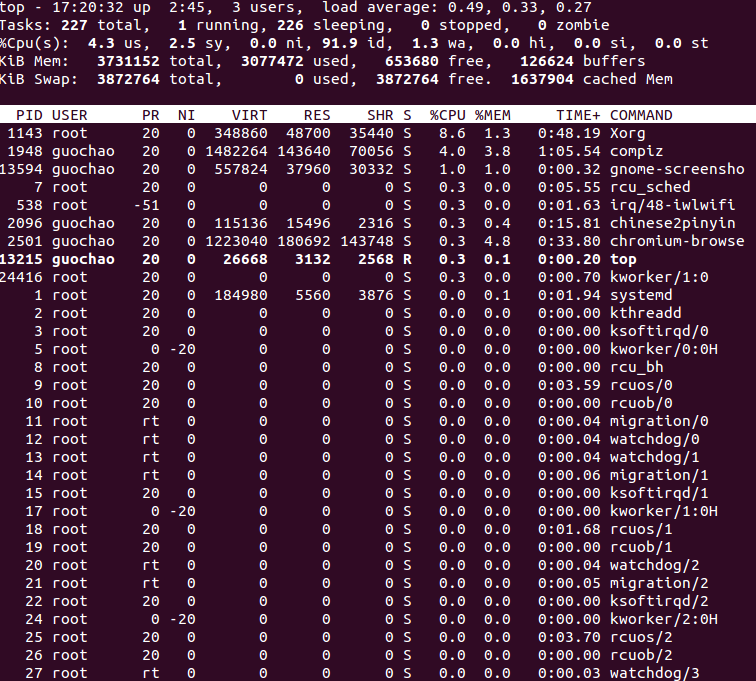 top - 17:20:32 up  2:45,  3 users,  load average: 0.49, 0.33, 0.27
Tasks: 227 total,   1 running, 226 sleeping,   0 stopped,   0 zombie
%Cpu(s):  4.3 us,  2.5 sy,  0.0 ni, 91.9 id,  1.3 wa,  0.0 hi,  0.0 si,  0.0 st
KiB Mem:   3731152 total,  3077472 used,   653680 free,   126624 buffers
KiB Swap:  3872764 total,        0 used,  3872764 free.  1637904 cached Mem
PID USER      PR  NI    VIRT    RES    SHR S  %CPU %MEM     TIME+ COMMAND
1143 root      20   0  348860  48700  35440 S   8.6  1.3   0:48.19 Xorg
1948 guochao   20   0 1482264 143640  70056 S   4.0  3.8   1:05.54 compiz
13594 guochao   20   0  557824  37960  30332 S   1.0  1.0   0:00.32 gnome-screensho
7 root      20   0       0      0      0 S   0.3  0.0   0:05.55 rcu_sched
538 root     -51   0       0      0      0 S   0.3  0.0   0:01.63 irq/48-iwlwifi
2096 guochao   20   0  115136  15496   2316 S   0.3  0.4   0:15.81 chinese2pinyin
2501 guochao   20   0 1223040 180692 143748 S   0.3  4.8   0:33.80 chromium-browse
13215 guochao   20   0   26668   3132   2568 R   0.3  0.1   0:00.20 top
24416 root      20   0       0      0      0 S   0.3  0.0   0:00.70 kworker/1:0
1 root      20   0  184980   5560   3876 S   0.0  0.1   0:01.94 systemd
2 root      20   0       0      0      0 S   0.0  0.0   0:00.00 kthreadd
3 root      20   0       0      0      0 S   0.0  0.0   0:00.00 ksoftirqd/0
5 root       0 -20       0      0      0 S   0.0  0.0   0:00.00 kworker/0:0H
8 root      20   0       0      0      0 S   0.0  0.0   0:00.00 rcu_bh
9 root      20   0       0      0      0 S   0.0  0.0   0:03.59 rcuos/0
10 root      20   0       0      0      0 S   0.0  0.0   0:00.00 rcuob/0
11 root      rt   0       0      0      0 S   0.0  0.0   0:00.04 migration/0
12 root      rt   0       0      0      0 S   0.0  0.0   0:00.04 watchdog/0
13 root      rt   0       0      0      0 S   0.0  0.0   0:00.04 watchdog/1
14 root      rt   0       0      0      0 S   0.0  0.0   0:00.06 migration/1
15 root      20   0       0      0      0 S   0.0  0.0   0:00.00 ksoftirqd/1
17 root       0 -20       0      0      0 S   0.0  0.0   0:00.00 kworker/1:0H
18 root      20   0       0      0      0 S   0.0  0.0   0:01.68 rcuos/1
19 root      20   0       0      0      0 S   0.0  0.0   0:00.00 rcuob/1
20 root      rt   0       0      0      0 S   0.0  0.0   0:00.04 watchdog/2
21 root      rt   0       0      0      0 S   0.0  0.0   0:00.05 migration/2
22 root      20   0       0      0      0 S   0.0  0.0   0:00.00 ksoftirqd/2
24 root       0 -20       0      0      0 S   0.0  0.0   0:00.00 kworker/2:0H
25 root      20   0       0      0      0 S   0.0  0.0   0:03.70 rcuos/2
26 root      20   0       0      0      0 S   0.0  0.0   0:00.00 rcuob/2
27 root      rt   0       0      0      0 S   0.0  0.0   0:00.03 watchdog/3